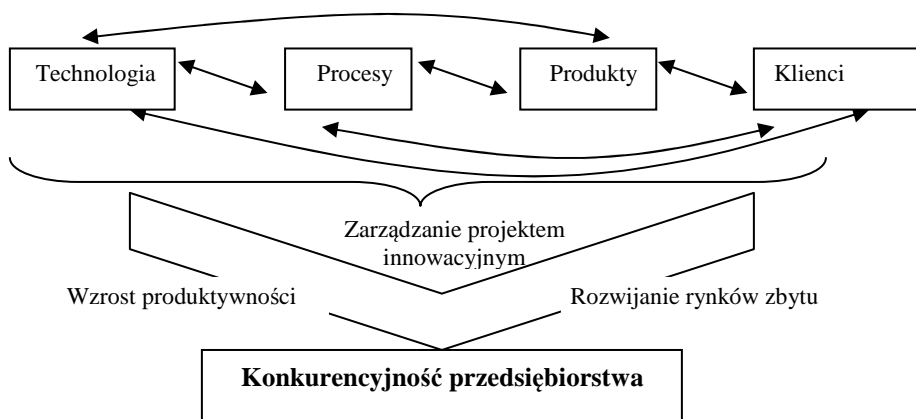 Technologia
Procesy
Produkty
Klienci
Zarządzanie projektem
innowacyjnym
Wzrost produktywności
Rozwijanie rynków zbytu
Konkurencyjność przedsiębiorstwa